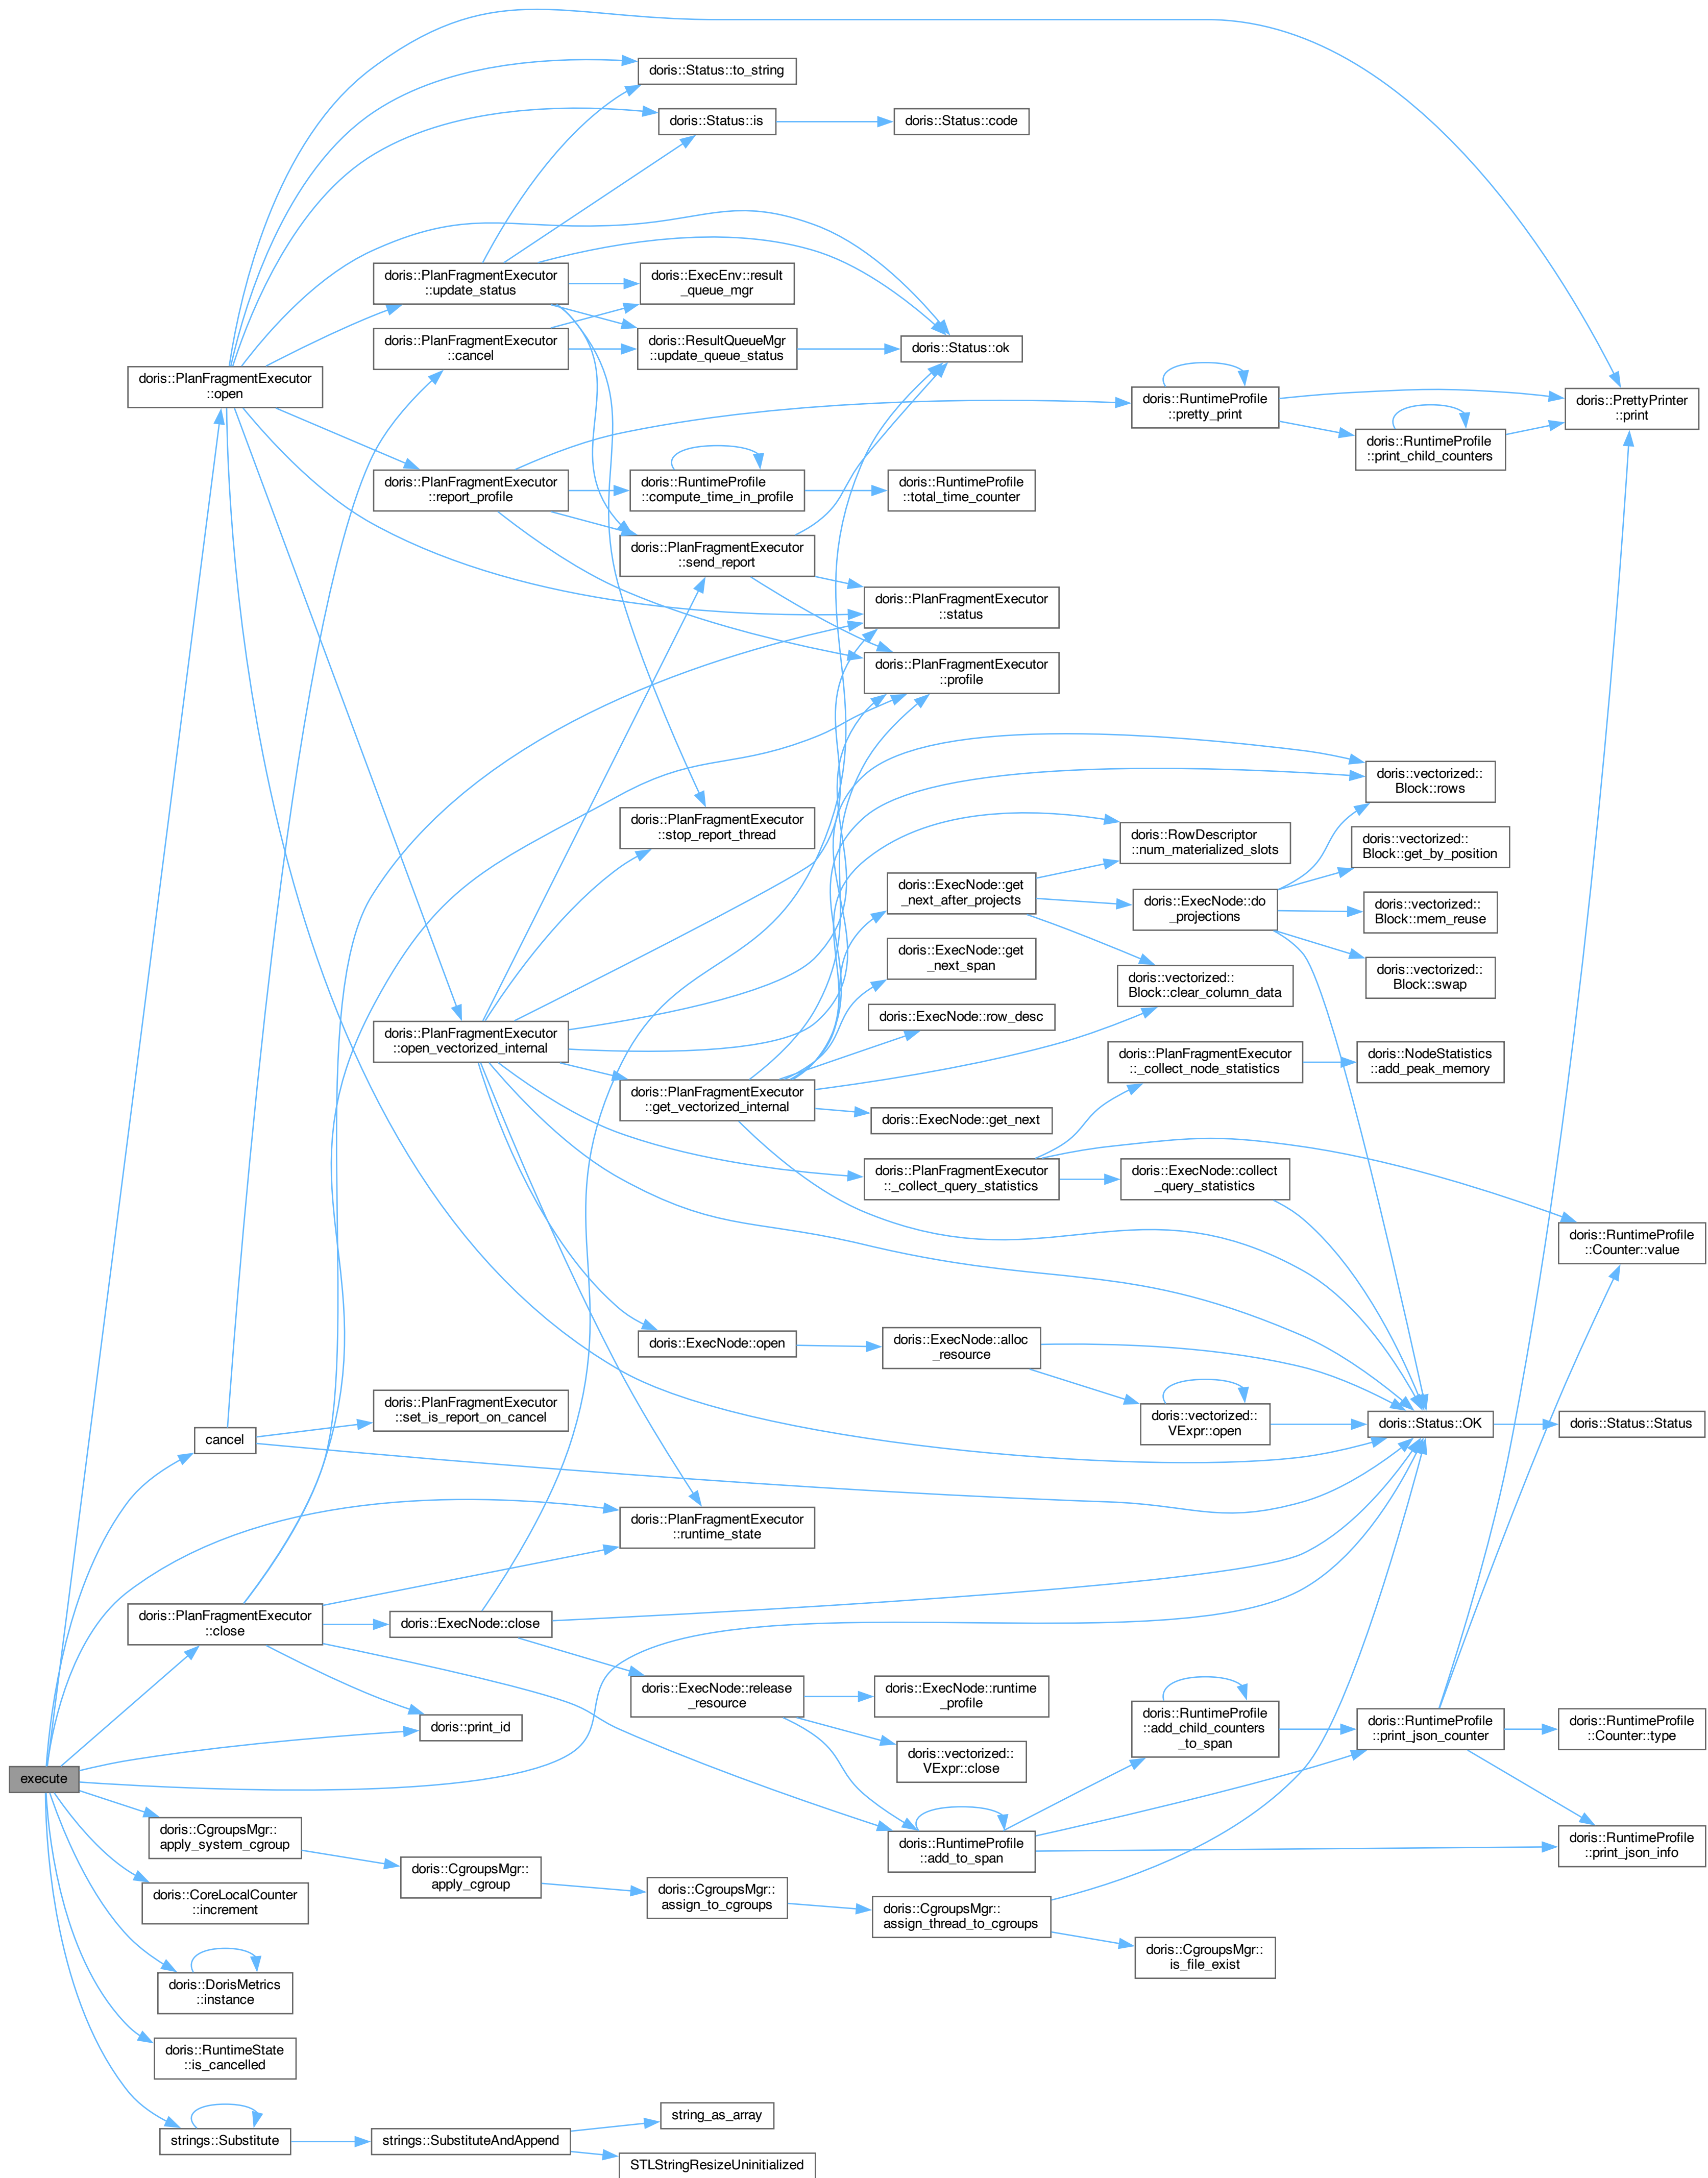 doris::Status::to_string
doris::Status::is
doris::Status::code
doris::PlanFragmentExecutor
::update_status
doris::ExecEnv::result
_queue_mgr
doris::PlanFragmentExecutor
::cancel
doris::ResultQueueMgr
::update_queue_status
doris::Status::ok
doris::PlanFragmentExecutor
::open
doris::RuntimeProfile
::pretty_print
doris::PrettyPrinter
::print
doris::RuntimeProfile
::print_child_counters
doris::PlanFragmentExecutor
::report_profile
doris::RuntimeProfile
::compute_time_in_profile
doris::RuntimeProfile
::total_time_counter
doris::PlanFragmentExecutor
::send_report
doris::PlanFragmentExecutor
::status
doris::PlanFragmentExecutor
::profile
doris::vectorized::
Block::rows
doris::PlanFragmentExecutor
::stop_report_thread
doris::RowDescriptor
::num_materialized_slots
doris::vectorized::
Block::get_by_position
doris::ExecNode::get
_next_after_projects
doris::ExecNode::do
_projections
doris::vectorized::
Block::mem_reuse
doris::ExecNode::get
_next_span
doris::vectorized::
Block::clear_column_data
doris::vectorized::
Block::swap
doris::ExecNode::row_desc
doris::PlanFragmentExecutor
::open_vectorized_internal
doris::PlanFragmentExecutor
::_collect_node_statistics
doris::NodeStatistics
::add_peak_memory
doris::PlanFragmentExecutor
::get_vectorized_internal
doris::ExecNode::get_next
doris::PlanFragmentExecutor
::_collect_query_statistics
doris::ExecNode::collect
_query_statistics
doris::RuntimeProfile
::Counter::value
doris::ExecNode::open
doris::ExecNode::alloc
_resource
doris::PlanFragmentExecutor
::set_is_report_on_cancel
doris::vectorized::
VExpr::open
doris::Status::OK
doris::Status::Status
cancel
doris::PlanFragmentExecutor
::runtime_state
doris::PlanFragmentExecutor
::close
doris::ExecNode::close
doris::ExecNode::release
_resource
doris::ExecNode::runtime
_profile
doris::print_id
doris::RuntimeProfile
::add_child_counters
_to_span
doris::RuntimeProfile
::print_json_counter
doris::RuntimeProfile
::Counter::type
doris::vectorized::
VExpr::close
execute
doris::CgroupsMgr::
apply_system_cgroup
doris::RuntimeProfile
::add_to_span
doris::RuntimeProfile
::print_json_info
doris::CgroupsMgr::
apply_cgroup
doris::CoreLocalCounter
::increment
doris::CgroupsMgr::
assign_to_cgroups
doris::CgroupsMgr::
assign_thread_to_cgroups
doris::CgroupsMgr::
is_file_exist
doris::DorisMetrics
::instance
doris::RuntimeState
::is_cancelled
string_as_array
strings::Substitute
strings::SubstituteAndAppend
STLStringResizeUninitialized